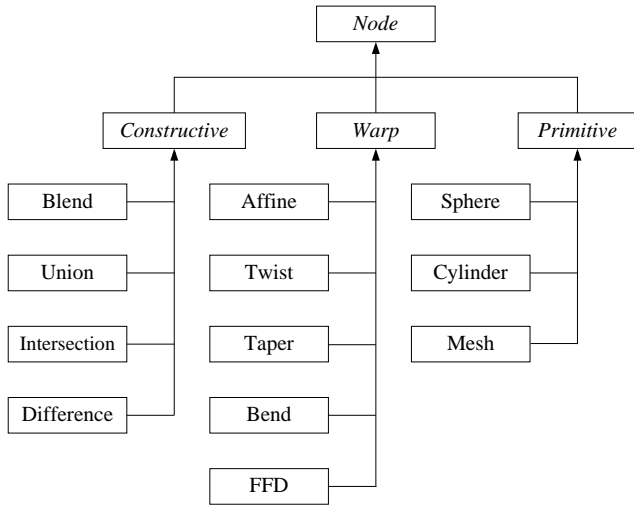 Node
Constructive
Warp
Primitive
Blend
Affine
Sphere
Union
Twist
Cylinder
Intersection
Taper
Mesh
Difference
Bend
FFD